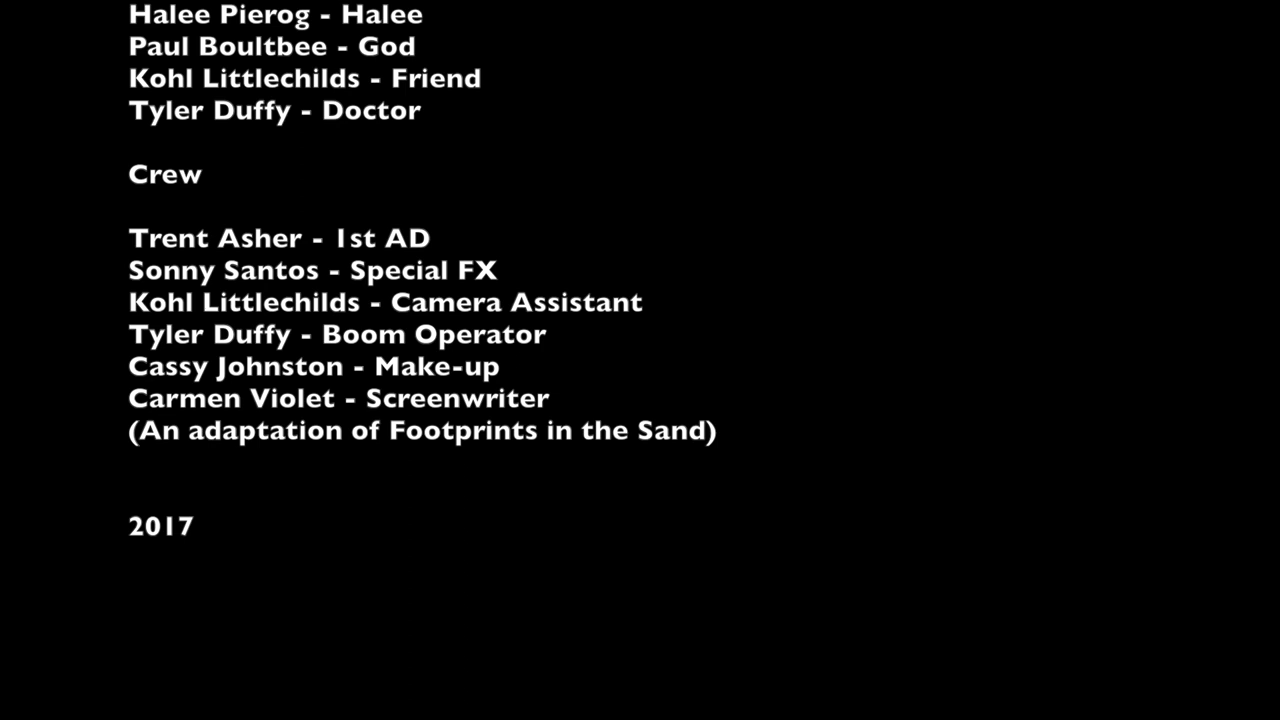 Halee Pierog - Halee
Paul Boultbee - God
Kohl Littlechilds - Friend
Tyler Duffy - Doctor
Crew
Trent Asher - 1st AD
Sonny Santos - Special FX
Kohl Littlechilds - Camera Assistant
Tyler Duffy - Boom Operator
Cassy Johnston - Make-up
Carmen Violet - Screenwriter
(An adaptation of Footprints in the Sand)
2017